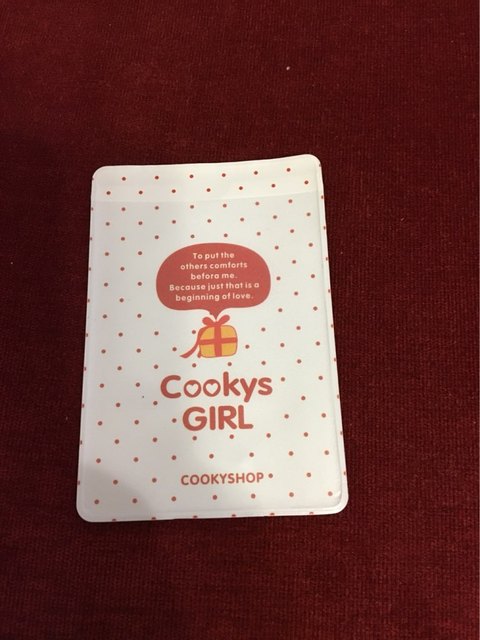 To put the
others comforts
before me.
Because just that is a
beginning of love.
Cookys
GIRL
COOKYSHOP